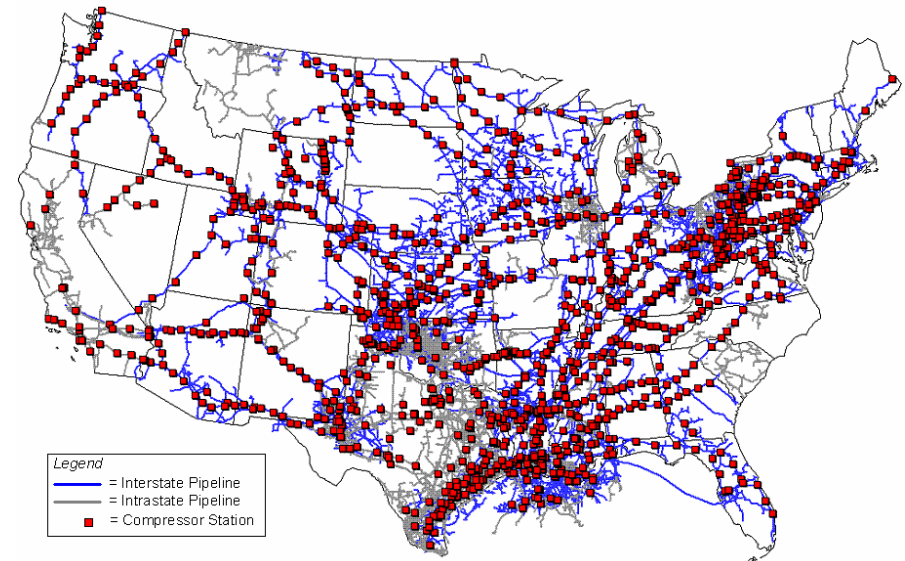 Legend
= Interstate Pipeline
= Intrastate Pipeline
= Compressor Station